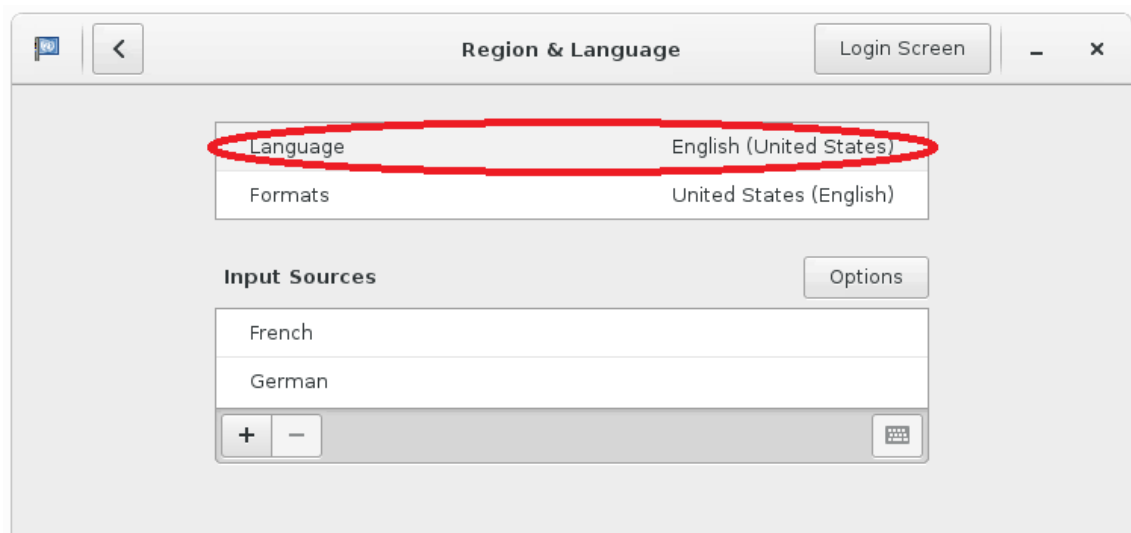 Region & Language
Login Screen
Language English (United States)
Formats United States (English)
Input Sources
Options
French
German